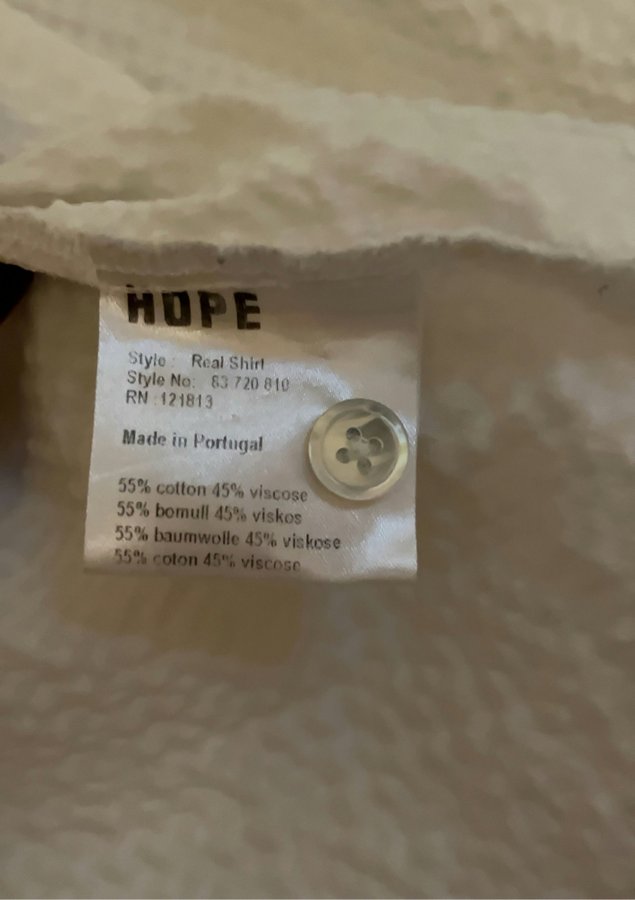 HOPE
Style : Real Shirt
Style No: 83 720 810
RN :121813
Made in Portugal
55% cotton 45% viscose
55% bomull 45% viskos
55% baumwolle 45% viskose
55% coton 45% viscose